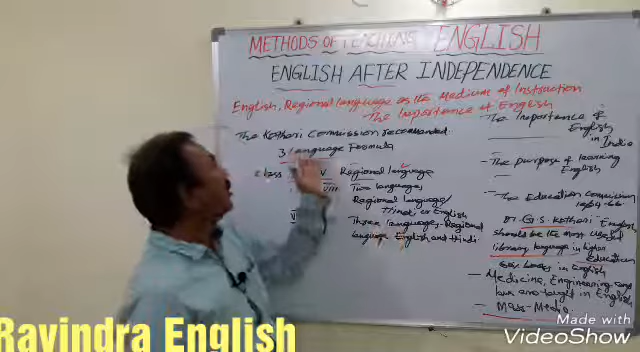 METHODS OF TEACHING ENGLISH
ENGLISH AFTER INDEPENDENCE
English, Regional language as the Medium of Instruction
The Importance of English
The Kothari Commission recommended
3 language Formula
class V Regional language
VIII Two languages
Regional language
Hindi or English
Three languages - Regional
language English and Hindi
The Importance of
English
in India
- The purpose of learning
English
- The Education Commission
1964-66
Dr. G. S. Kothari "English
should be the most useful
library language in higher
Education
books in English
- Medicine, Engineering and
law are taught in English
- Mass-Media
Ravindra English
Made with
VideoShow